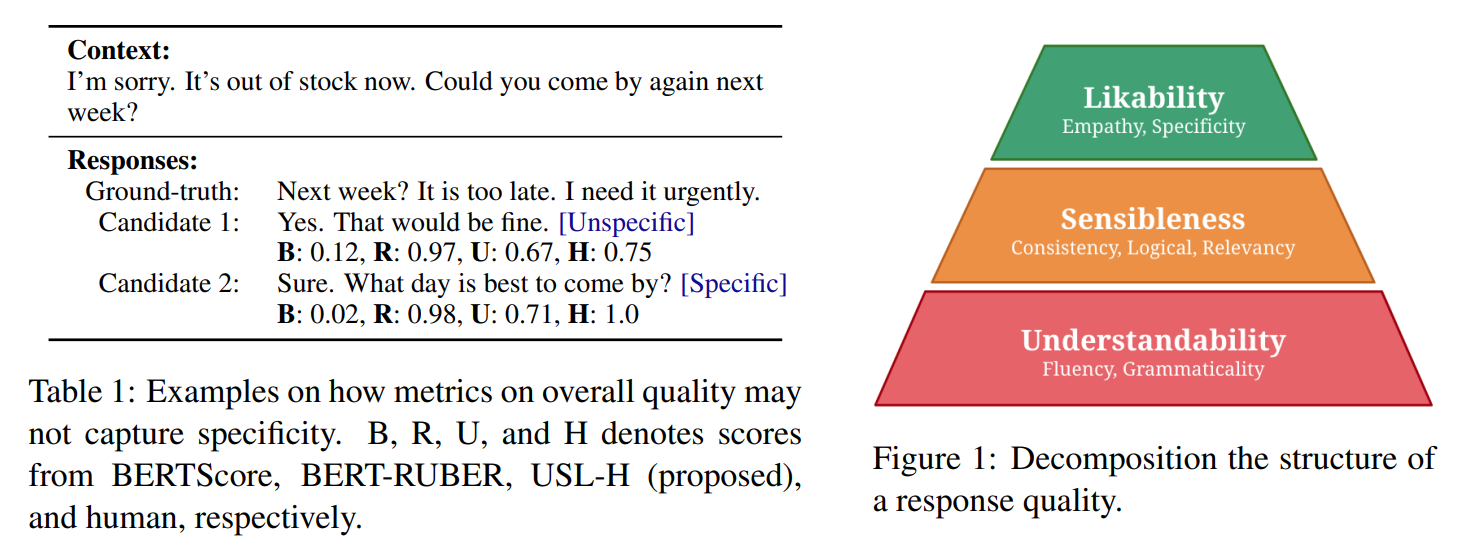 Context:
I'm sorry. It's out of stock now. Could you come by again next
week?
Responses:
Ground-truth: Next week? It is too late. I need it urgently.
Candidate 1: Yes. That would be fine. [Unspecific]
B: 0.12, R: 0.97, U: 0.67, H: 0.75
Candidate 2: Sure. What day is best to come by? [Specific]
B: 0.02, R: 0.98, U: 0.71, H: 1.0
Table 1: Examples on how metrics on overall quality may
not capture specificity. B, R, U, and H denotes scores
from BERTScore, BERT-RUBER, USL-H (proposed),
and human, respectively.
Likability
Empathy, Specificity
Sensibleness
Consistency, Logical, Relevancy
Understandability
Fluency, Grammaticality
Figure 1: Decomposition the structure of
a response quality.